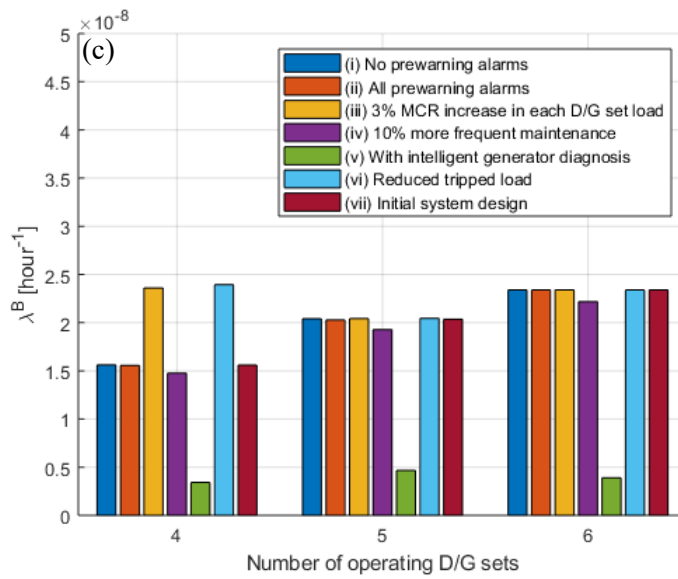 ×10⁻⁸
(c)
5
4.5
4
3.5
3
2.5
2
1.5
1
0.5
0
λᴮ [hour⁻¹]
(i) No prewarning alarms
(ii) All prewarning alarms
(iii) 3% MCR increase in each D/G set load
(iv) 10% more frequent maintenance
(v) With intelligent generator diagnosis
(vi) Reduced tripped load
(vii) Initial system design
4 5 6
Number of operating D/G sets